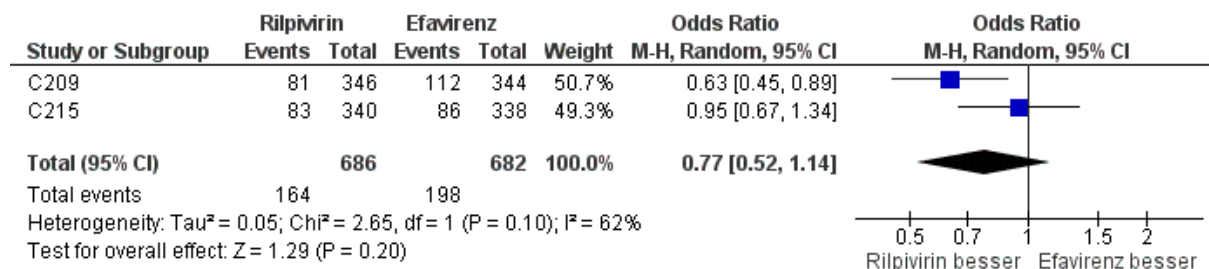 Rilpivirin Efavirenz Odds Ratio Odds Ratio
Study or Subgroup Events Total Events Total Weight M-H, Random, 95% CI M-H, Random, 95% CI
C209 81 346 112 344 50.7% 0.63 [0.45, 0.89]
C215 83 340 86 338 49.3% 0.95 [0.67, 1.34]
Total (95% CI) 686 682 100.0% 0.77 [0.52, 1.14]
Total events 164 198
Heterogeneity: Tau² = 0.05; Chi² = 2.65, df = 1 (P = 0.10); I² = 62%
Test for overall effect: Z = 1.29 (P = 0.20)
0.5 0.7 1 1.5 2
Rilpivirin besser Efavirenz besser